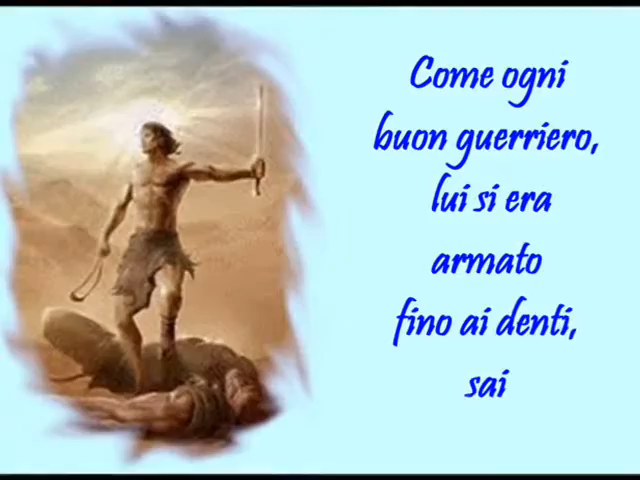 Come ogni
buon guerriero,
lui si era
armato
fino ai denti,
sai